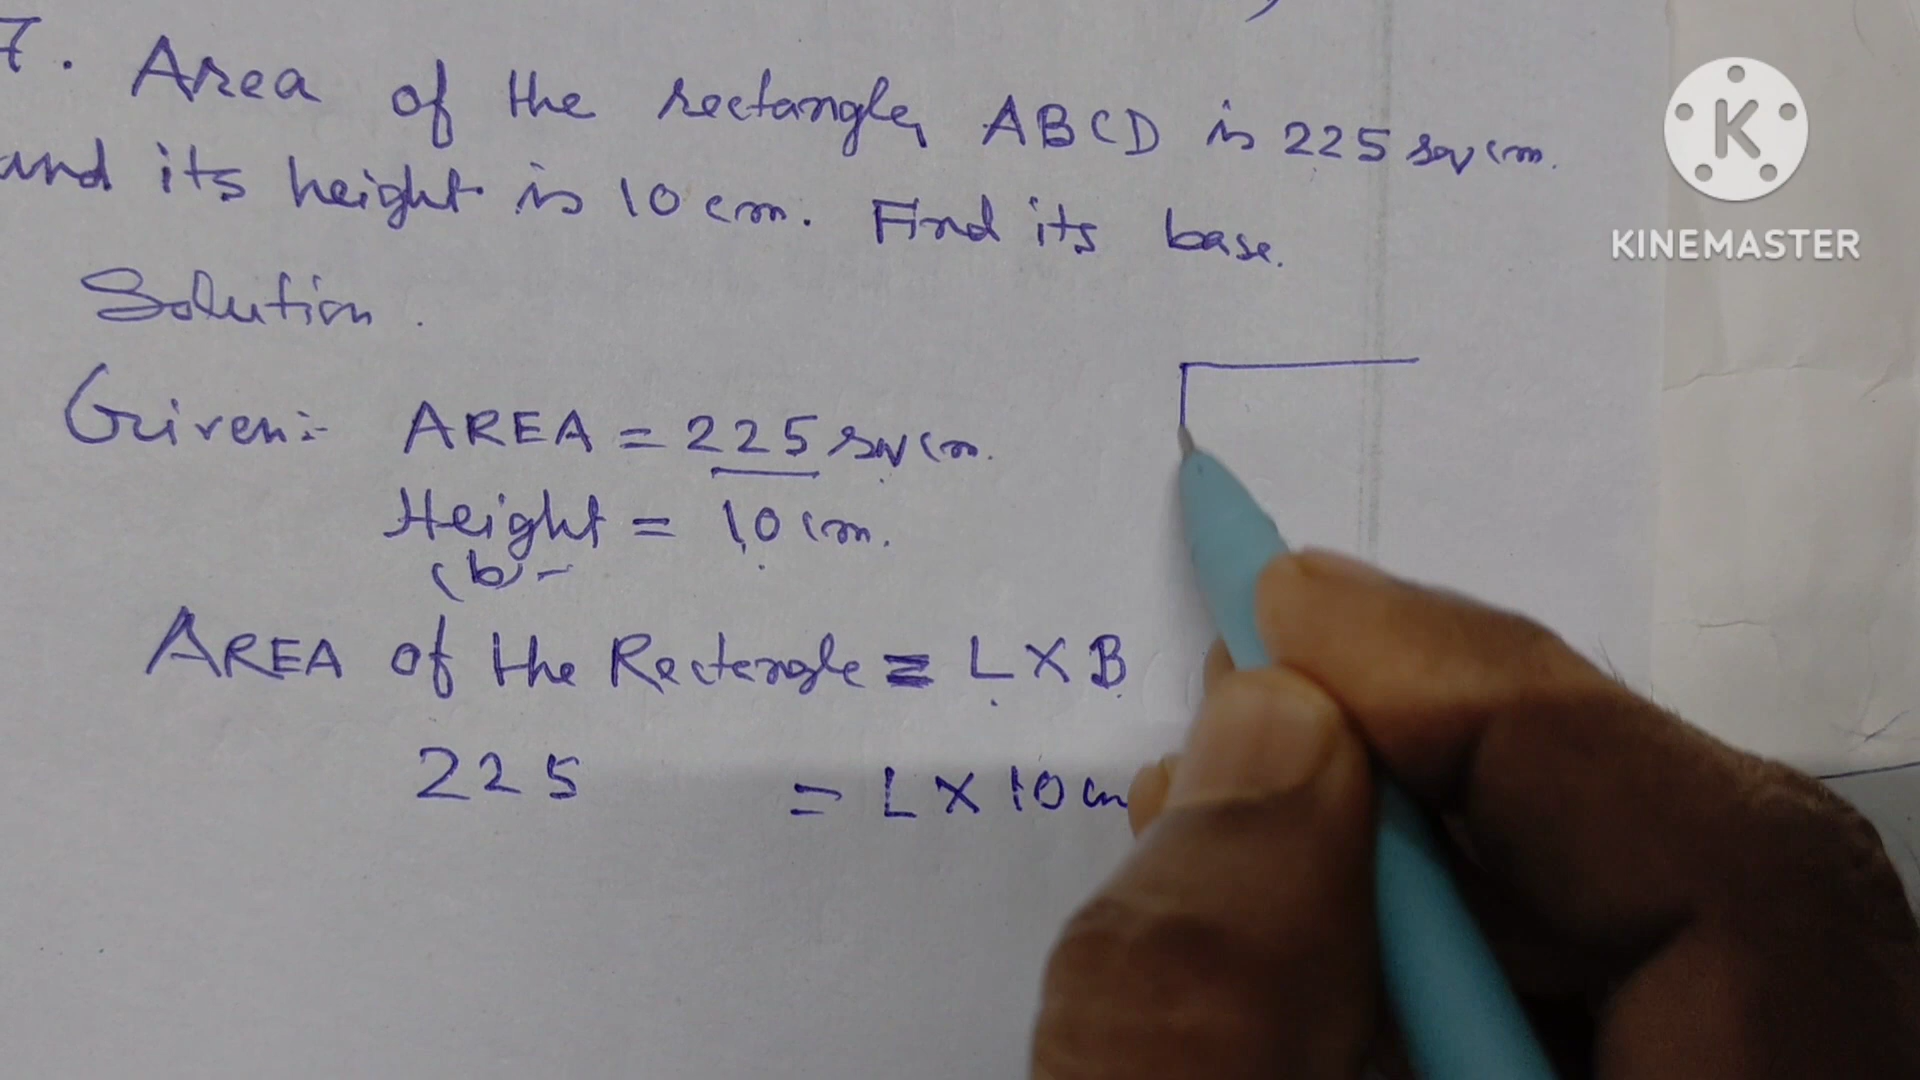 7. Area of the rectangle, ABCD is 225 sq cm.
and its height is 10 cm. Find its base.
Solution.
Given:- AREA = 225 sq cm.
Height = 10 cm.
(b) -
AREA of the Rectangle = L X B
225 = L X 10 cm
K
KINEMASTER